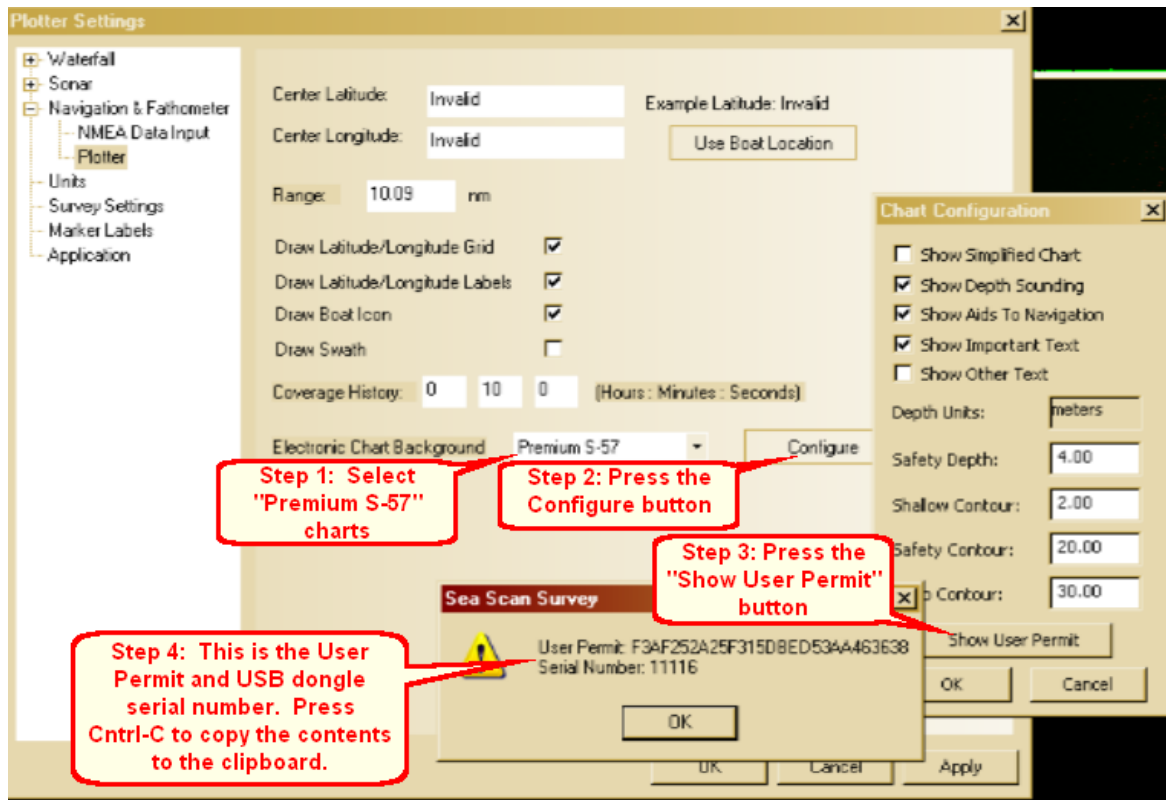 Plotter Settings
Waterfall
Sonar
Navigation & Fathometer
NMEA Data Input
Plotter
Units
Survey Settings
Marker Labels
Application
Center Latitude: Invalid
Example Latitude: Invalid
Center Longitude: Invalid
Use Boat Location
Range: 10.09 nm
Draw Latitude/Longitude Grid
Draw Latitude/Longitude Labels
Draw Boat Icon
Draw Swath
Coverage History: 0 10 0 (Hours : Minutes : Seconds)
Electronic Chart Background Premium S-57 Configure
Step 1: Select
"Premium S-57"
charts
Step 2: Press the
Configure button
Chart Configuration
Show Simplified Chart
Show Depth Sounding
Show Aids To Navigation
Show Important Text
Show Other Text
Depth Units: meters
Safety Depth: 4.00
Shallow Contour: 2.00
Safety Contour: 20.00
Contour: 30.00
Show User Permit
OK Cancel
Step 3: Press the
"Show User Permit"
button
Sea Scan Survey
User Permit: F3AF252A25F315DBED53AA463638
Serial Number: 11116
OK
Step 4: This is the User
Permit and USB dongle
serial number. Press
Cntrl-C to copy the contents
to the clipboard.
OK Cancel Apply